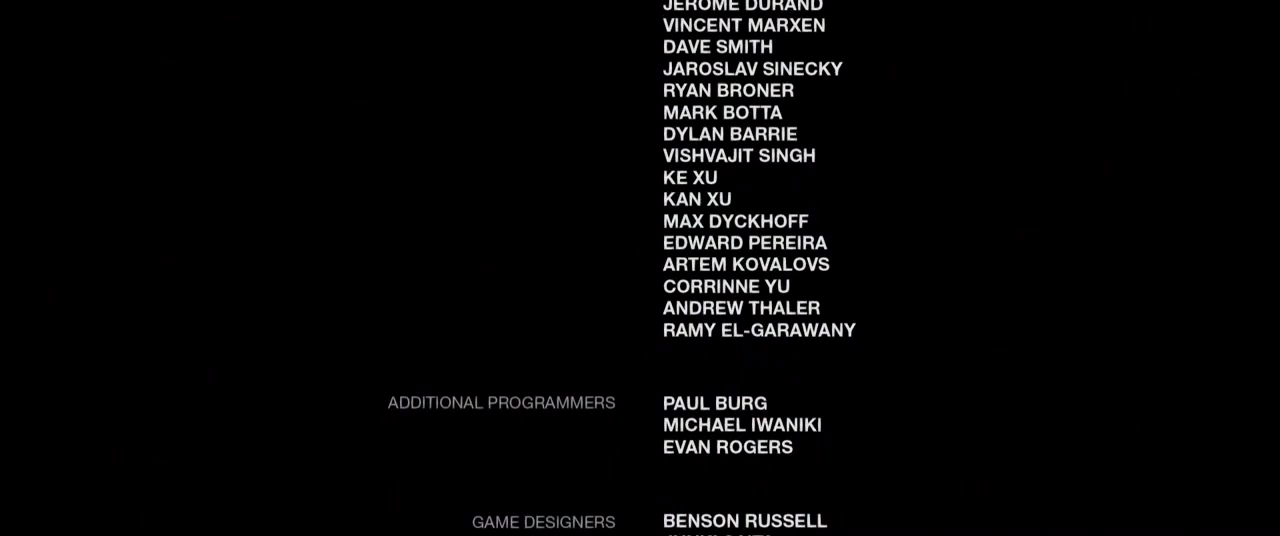 JEROME DURAND
VINCENT MARXEN
DAVE SMITH
JAROSLAV SINECKY
RYAN BRONER
MARK BOTTA
DYLAN BARRIE
VISHVAJIT SINGH
KE XU
KAN XU
MAX DYCKHOFF
EDWARD PEREIRA
ARTEM KOVALOVS
CORRINNE YU
ANDREW THALER
RAMY EL-GARAWANY
ADDITIONAL PROGRAMMERS PAUL BURG
MICHAEL IWANIKI
EVAN ROGERS
GAME DESIGNERS BENSON RUSSELL